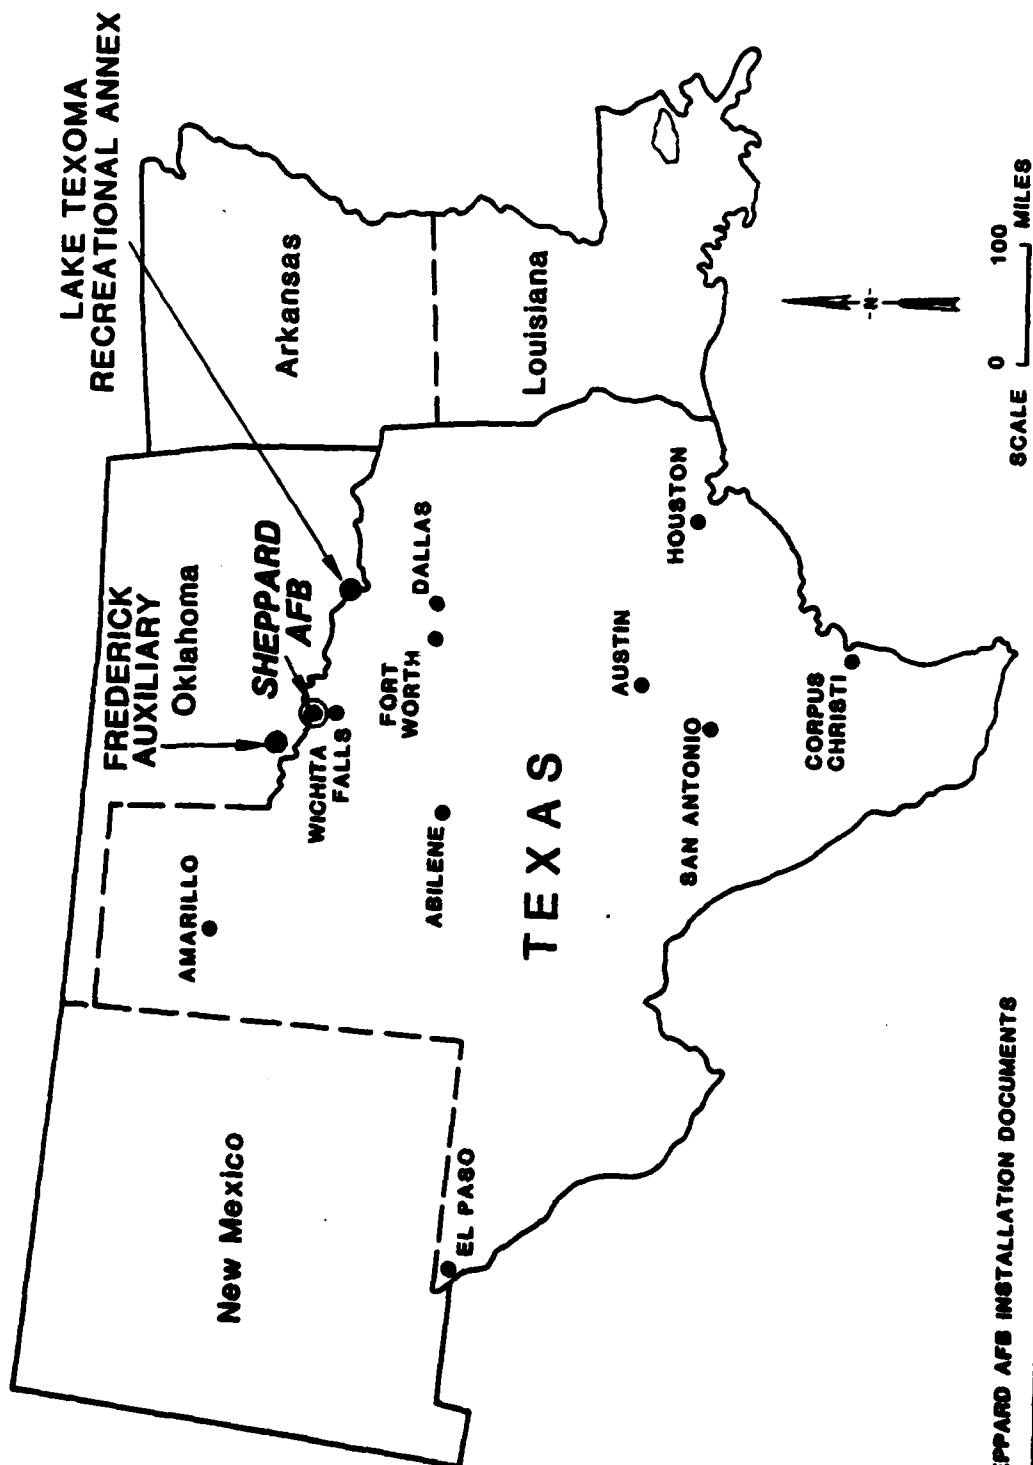 LAKE TEXOMA
RECREATIONAL ANNEX
FREDERICK
AUXILIARY
Oklahoma
SHEPPARD
AFB
Arkansas
New Mexico
AMARILLO
WICHITA
FALLS
FORT
WORTH
DALLAS
ABILENE
Louisiana
EL PASO
TEXAS
AUSTIN
HOUSTON
SAN ANTONIO
CORPUS
CHRISTI
-N-
SCALE 0 100 MILES
EPPARD AFB INSTALLATION DOCUMENTS